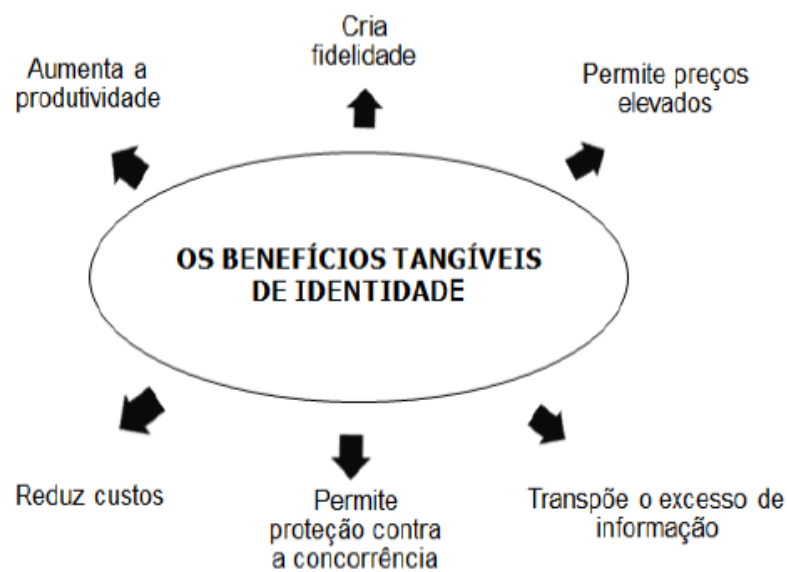 Cria
fidelidade
Aumenta a
produtividade
Permite preços
elevados
OS BENEFÍCIOS TANGÍVEIS
DE IDENTIDADE
Reduz custos
Permite
proteção contra
a concorrência
Transpõe o excesso de
informação